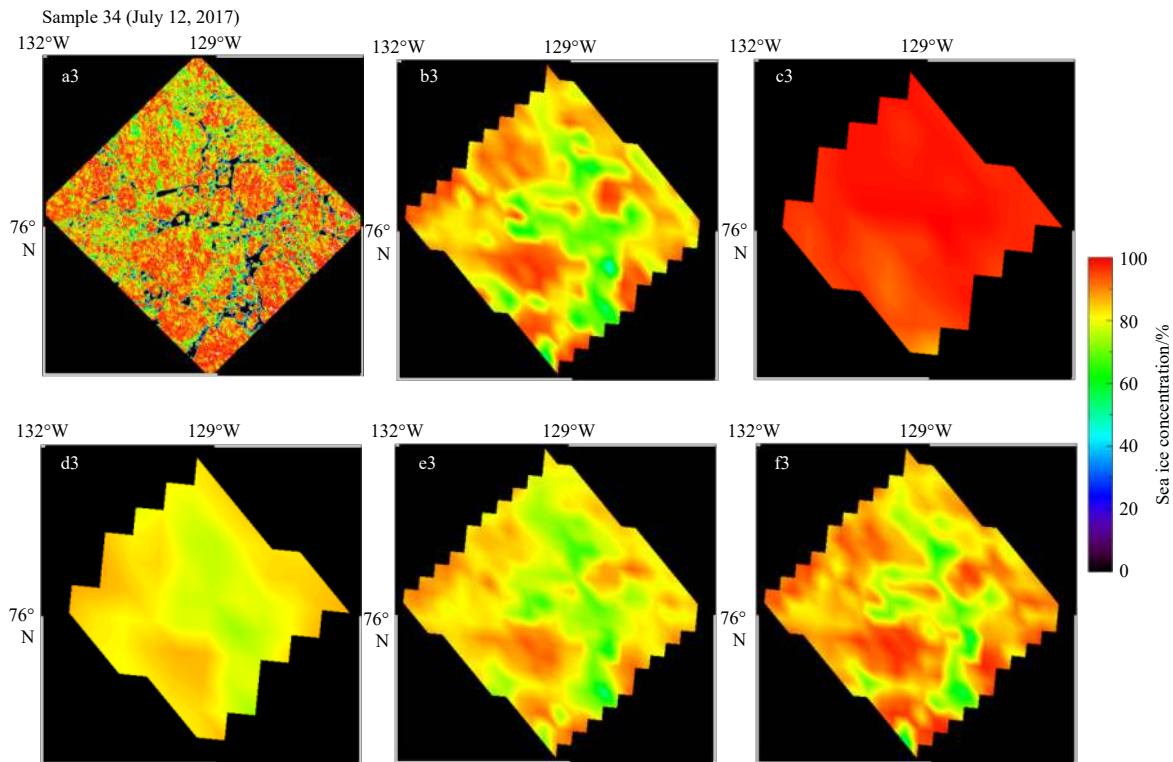 Sample 34 (July 12, 2017)
132°W 129°W 132°W 129°W 132°W 129°W
a3 b3 c3
76° 76° 76°
N N N
100
80
60
40
20
0
Sea ice concentration/%
132°W 129°W 132°W 129°W 132°W 129°W
d3 e3 f3
76° 76° 76°
N N N